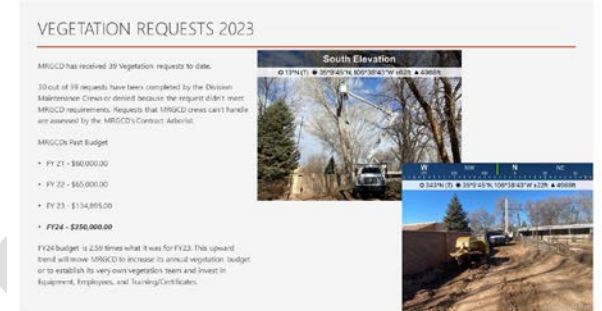 VEGETATION REQUESTS 2023
MRGCD has received 39 Vegetation requests to date.
30 out of 39 requests have been completed by the Division
Maintenance Crews or denied because the request didn't meet
MRGCD requirements. Requests that MRGCD crews can't handle
are assessed by the MRGCD's Contract Arborist.
MRGCDs Past Budget
• FY 21 - $60,000.00
• FY 22 - $65,000.00
• FY 23 - $134,895.00
• FY24 - $350,000.00
FY24 budget is 2.59 times what it was for FY23. This upward
trend will move MRGCD to increase its annual vegetation budget
or to establish its very own vegetation team and invest in
Equipment, Employees, and Training/Certificates.
South Elevation
W NW N NE